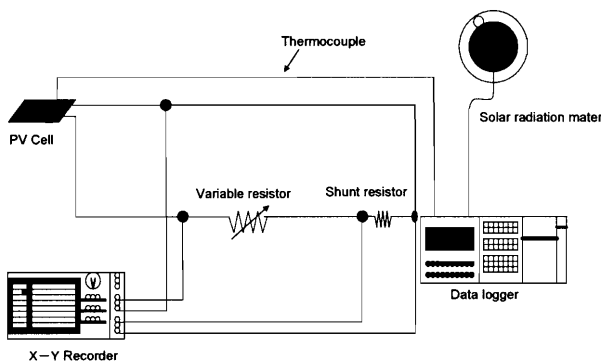 Thermocouple
Solar radiation mater
PV Cell
Variable resistor
Shunt resistor
Data logger
X-Y Recorder